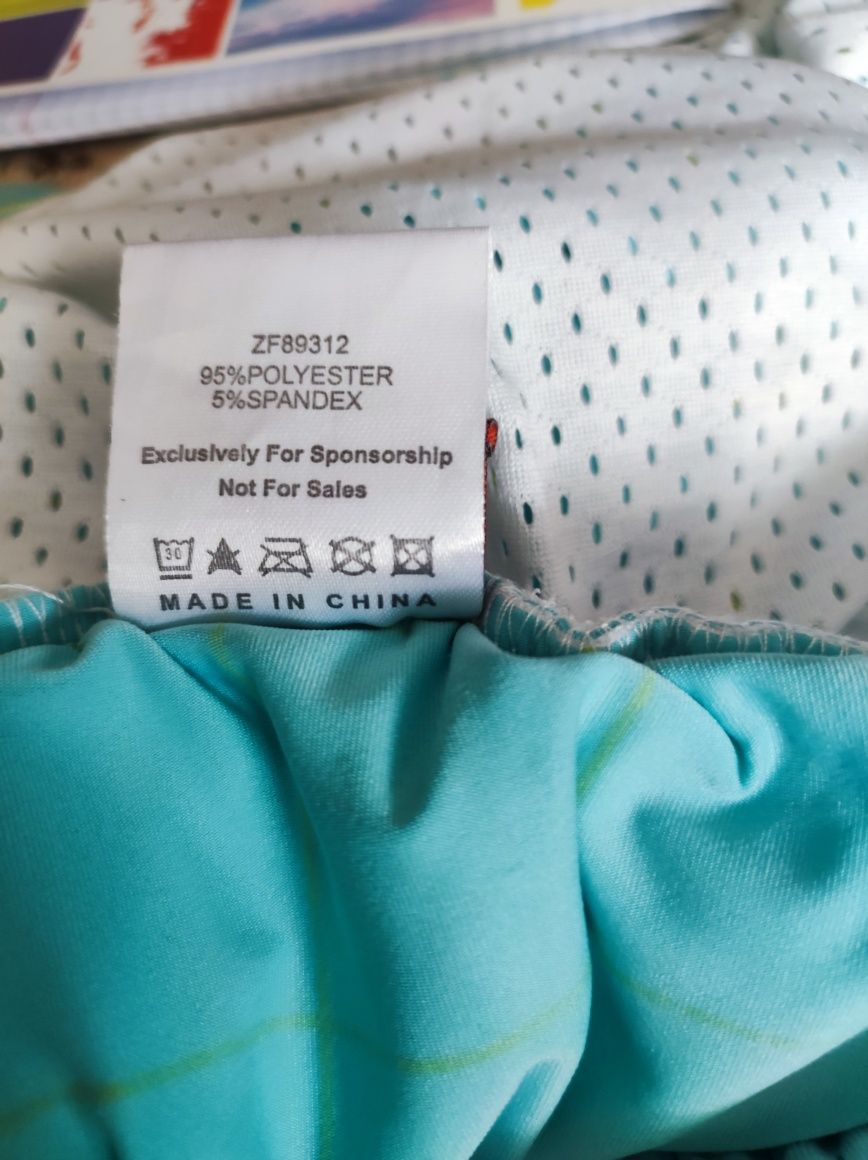 ZF89312
95%POLYESTER
5%SPANDEX
Exclusively For Sponsorship
Not For Sales
30
MADE IN CHINA